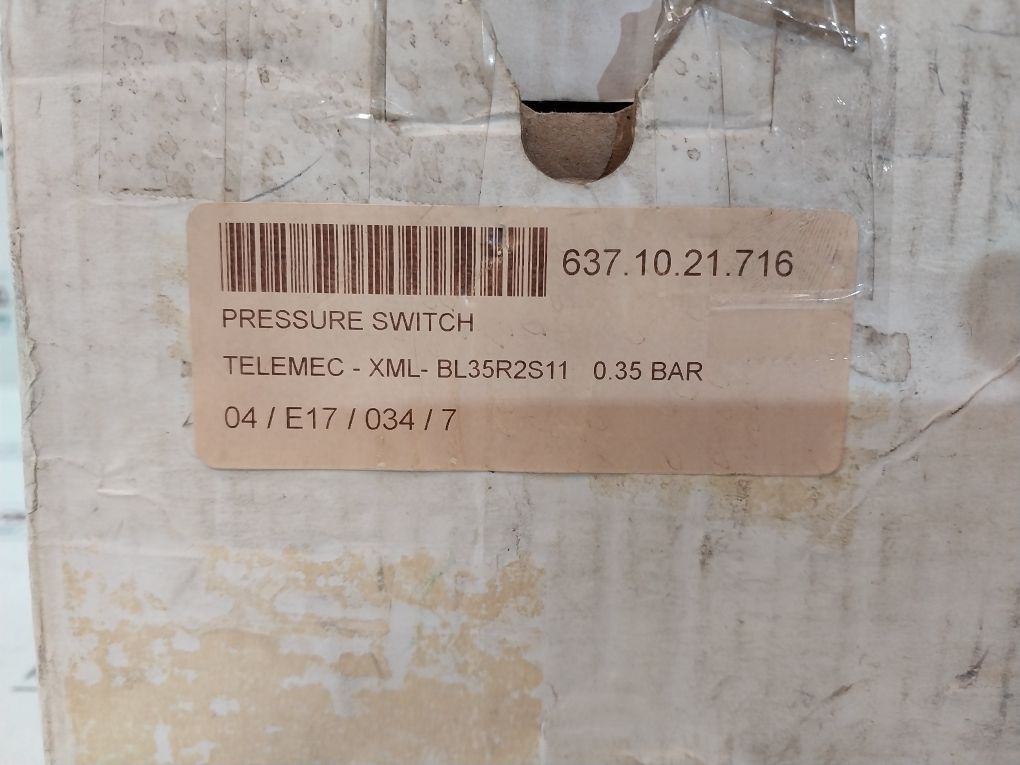 637.10.21.716
PRESSURE SWITCH
TELEMEC - XML- BL35R2S11 0.35 BAR
04 / E17 / 034 / 7